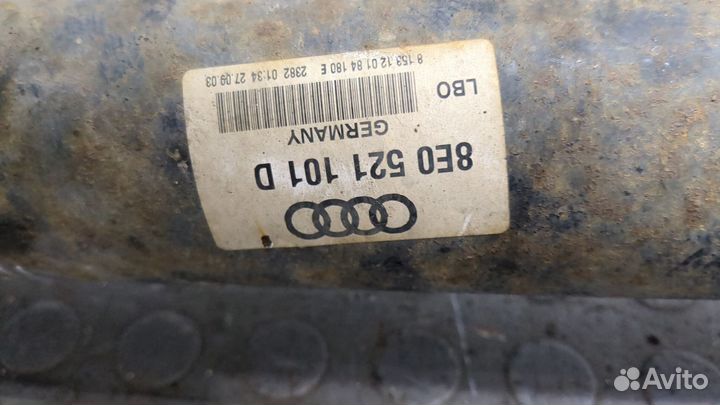 8E0 521 101 D
GERMANY
LBO
8 153 12 01 84 180 E 2382 01:34 27.09.03
Avito